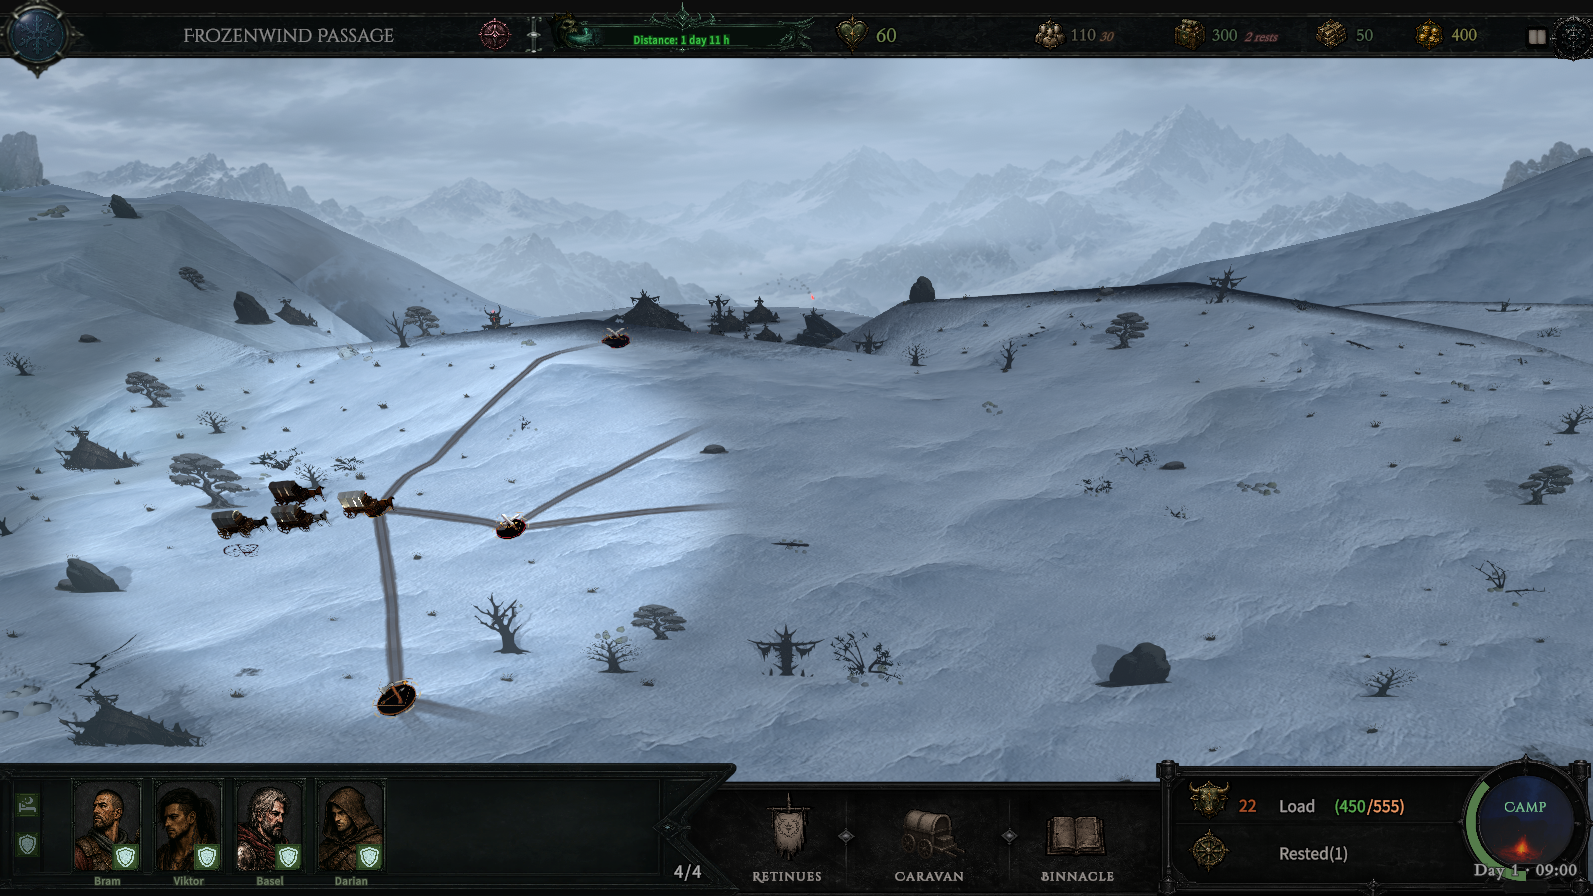 FROZENWIND PASSAGE
Distance: 1 day 11 h
60
110 30
300 2 rests
50
400
Bram
Viktor
Basel
Darian
4/4
RETINUES
CARAVAN
BINNACLE
22 Load (450/555)
Rested(1)
CAMP
Day 1 · 09:00